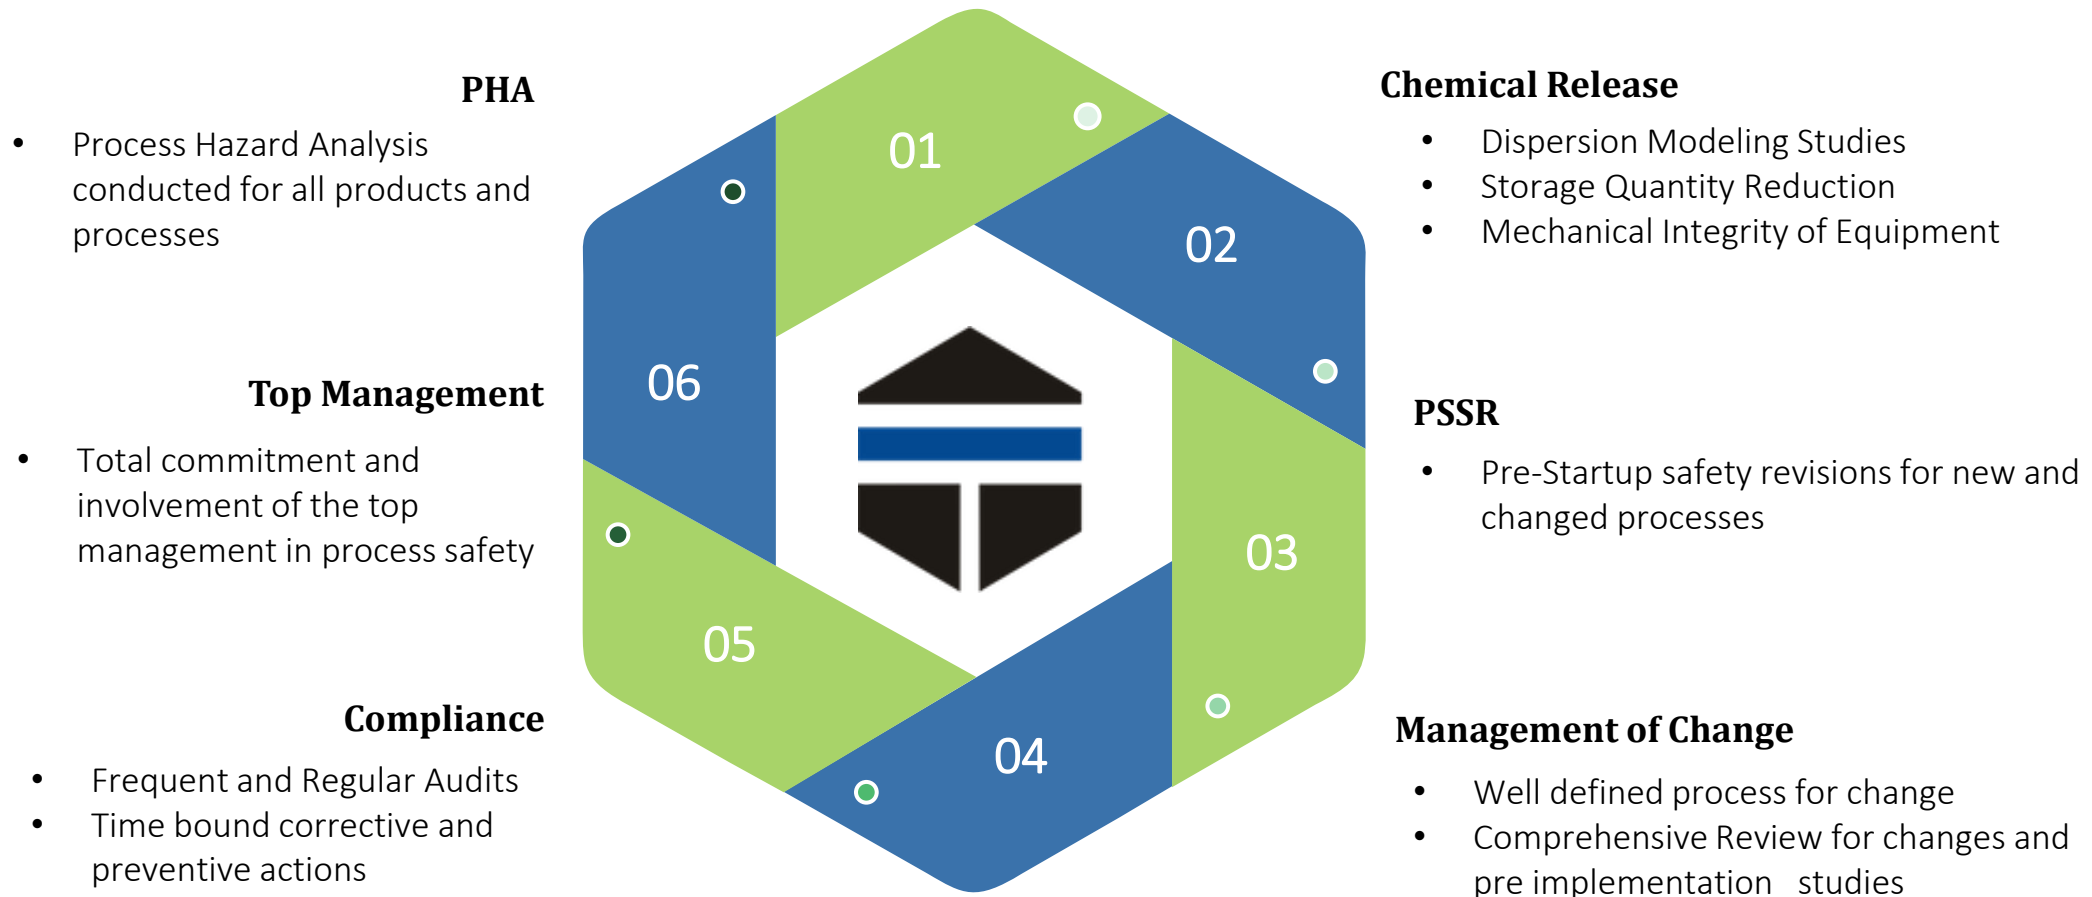 PHA
• Process Hazard Analysis
conducted for all products and
processes
Top Management
• Total commitment and
involvement of the top
management in process safety
Compliance
• Frequent and Regular Audits
• Time bound corrective and
preventive actions
01
02
03
04
05
06
Chemical Release
• Dispersion Modeling Studies
• Storage Quantity Reduction
• Mechanical Integrity of Equipment
PSSR
• Pre-Startup safety revisions for new and
changed processes
Management of Change
• Well defined process for change
• Comprehensive Review for changes and
pre implementation studies